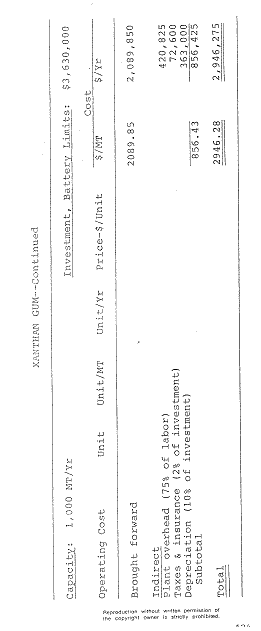 XANTHAN GUM--Continued
Capacity: 1,000 MT/Yr Investment, Battery Limits: $3,630,000
Cost
Operating Cost Unit Unit/MT Unit/Yr Price-$/Unit $/MT $/Yr
Brought forward 2089.85 2,089,850
Indirect
Plant overhead (75% of labor) 420,825
Taxes & insurance (2% of investment) 72,600
Depreciation (10% of investment) 363,000
Subtotal 856.43 856,425
Total 2946.28 2,946,275
Reproduction without written permission of
the copyright owner is strictly prohibited.